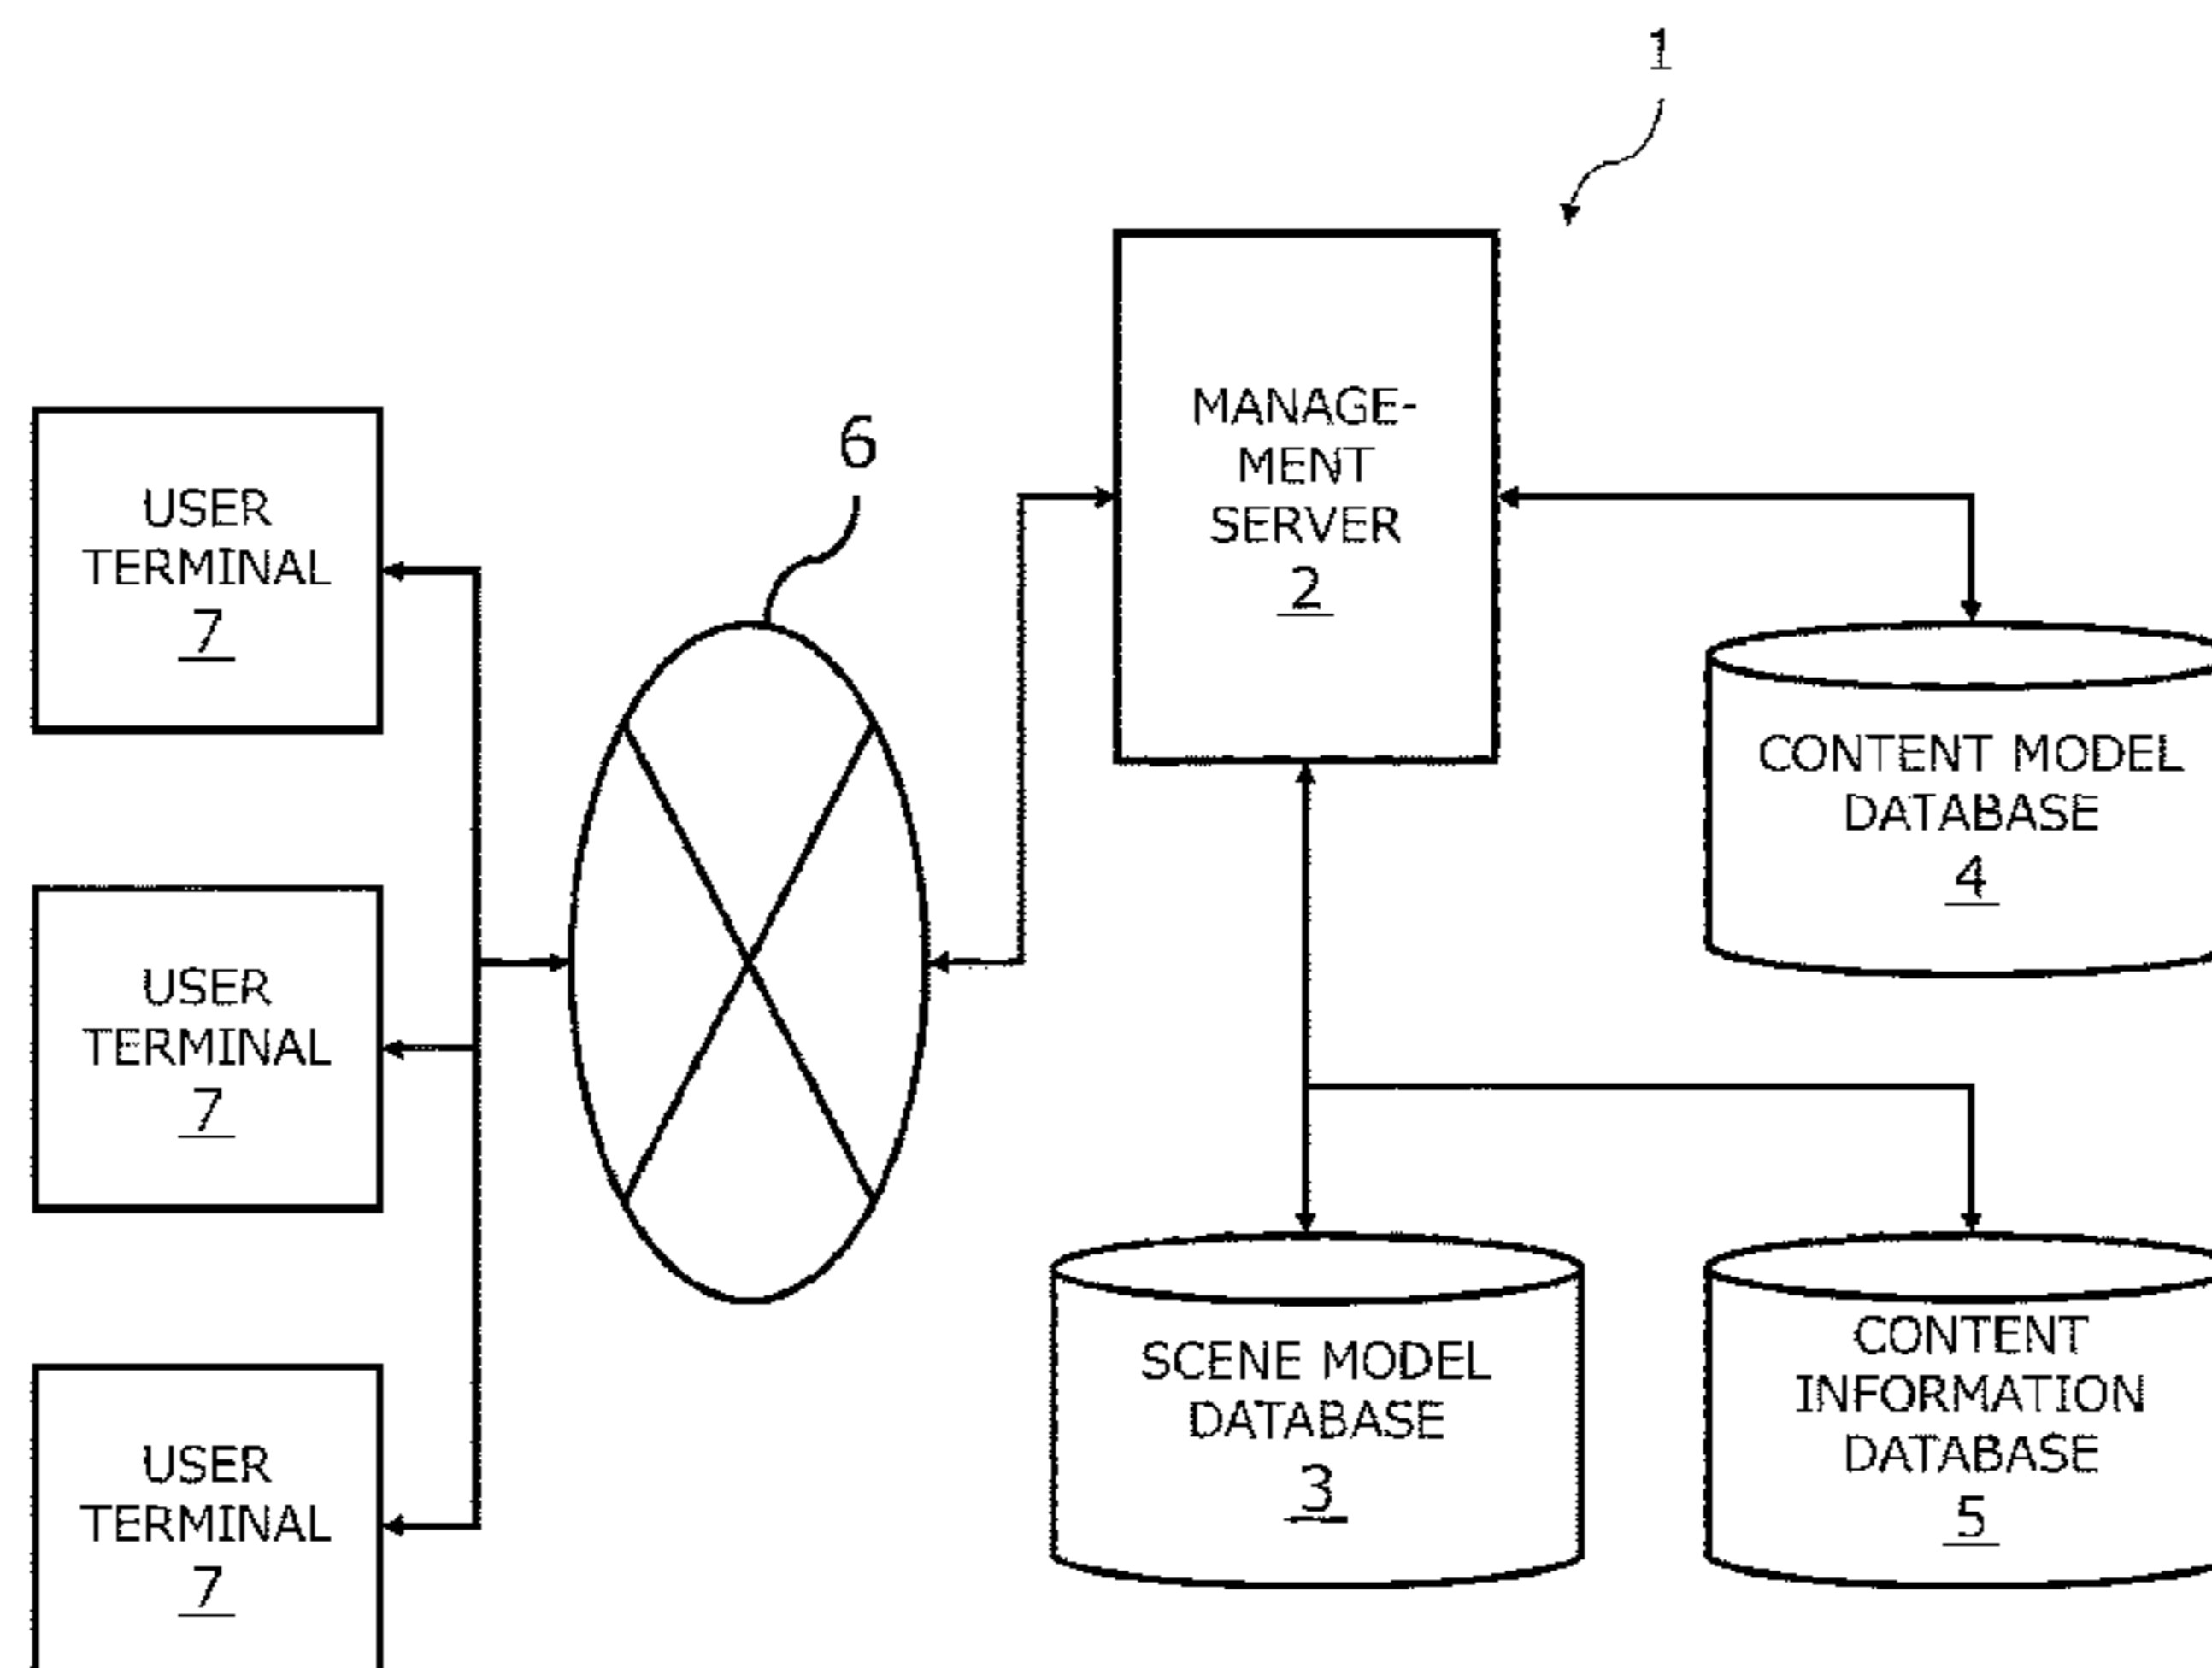 1
MANAGE-
MENT
SERVER
2
6
USER
TERMINAL
7
CONTENT MODEL
DATABASE
4
USER
TERMINAL
7
SCENE MODEL
DATABASE
3
CONTENT
INFORMATION
DATABASE
5
USER
TERMINAL
7